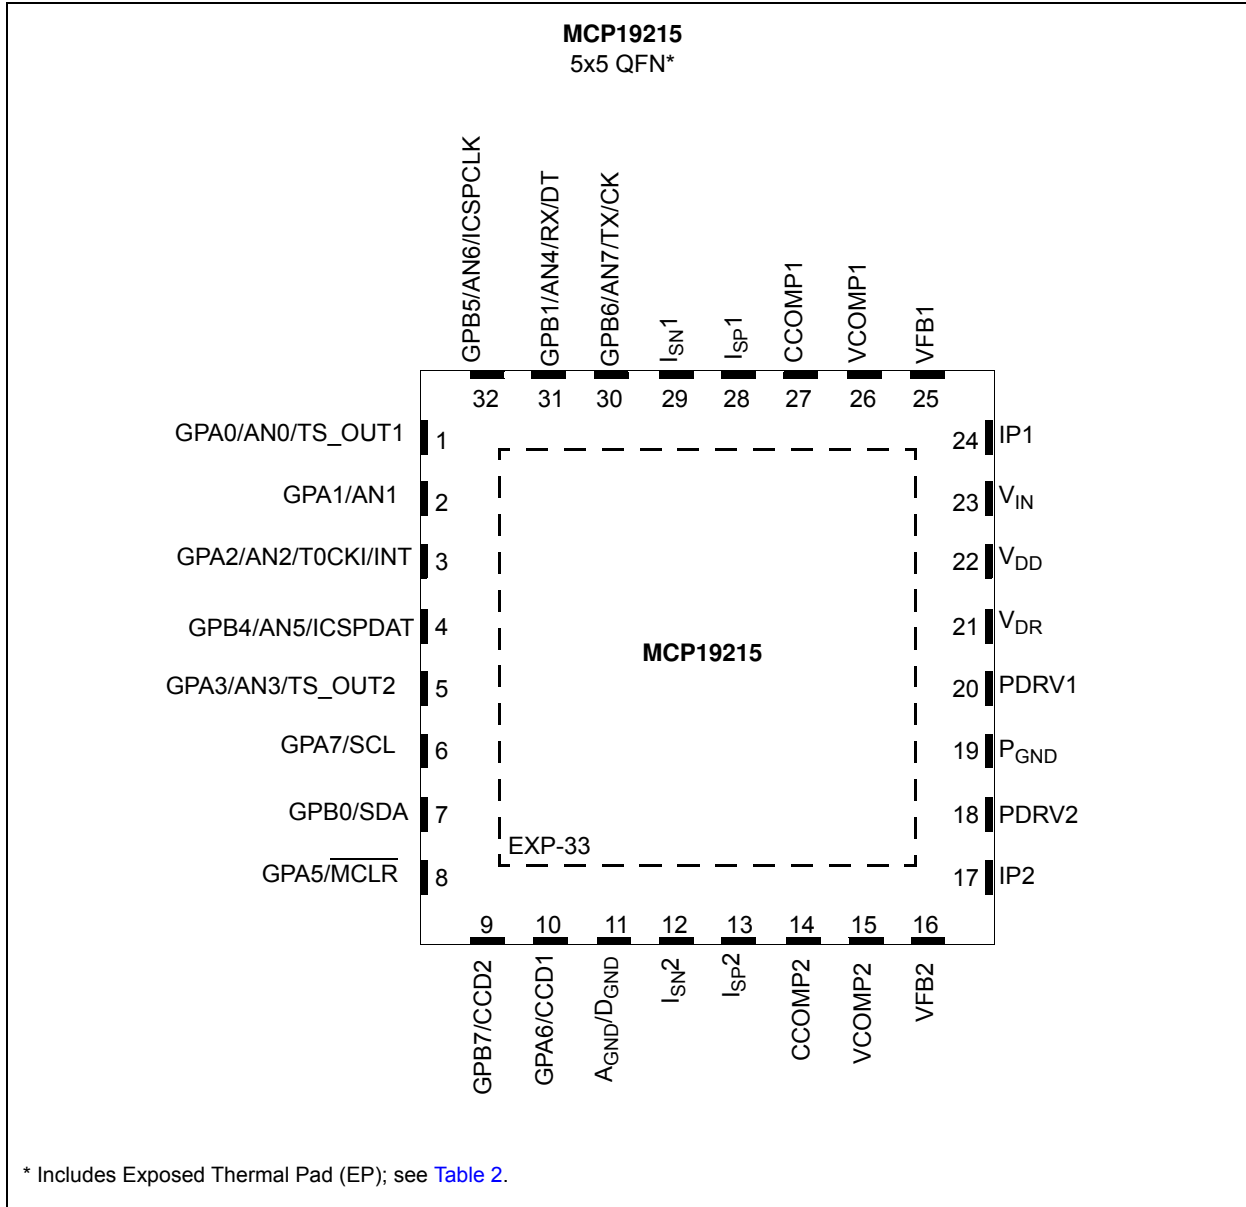 MCP19215
5x5 QFN*
GPB5/AN6/ICSPCLK
GPB1/AN4/RX/DT
GPB6/AN7/TX/CK
ISN1
ISP1
CCOMP1
VCOMP1
VFB1
32 31 30 29 28 27 26 25
GPA0/AN0/TS_OUT1 1
GPA1/AN1 2
GPA2/AN2/T0CKI/INT 3
GPB4/AN5/ICSPDAT 4
GPA3/AN3/TS_OUT2 5
GPA7/SCL 6
GPB0/SDA 7
GPA5/MCLR 8
MCP19215
EXP-33
24 IP1
23 VIN
22 VDD
21 VDR
20 PDRV1
19 PGND
18 PDRV2
17 IP2
9 10 11 12 13 14 15 16
GPB7/CCD2
GPA6/CCD1
AGND/DGND
ISN2
ISP2
CCOMP2
VCOMP2
VFB2
* Includes Exposed Thermal Pad (EP); see Table 2.